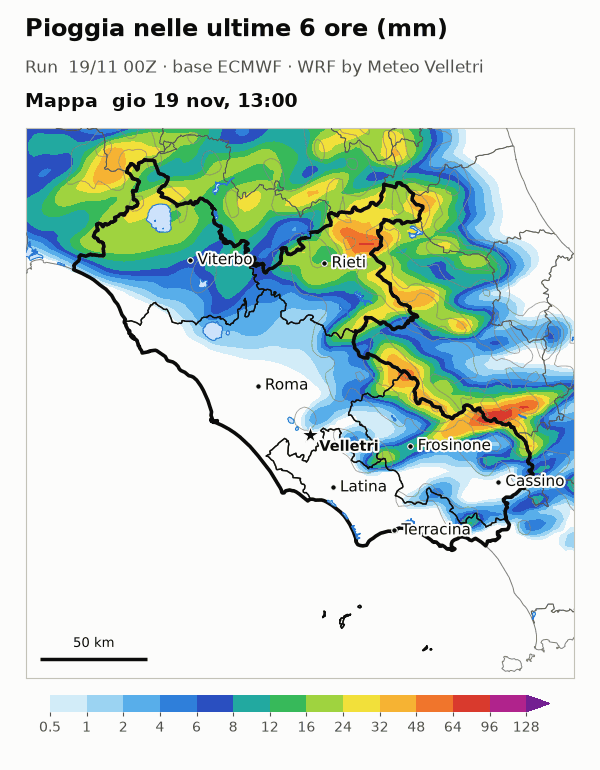 Pioggia nelle ultime 6 ore (mm)
Run  19/11 00Z · base ECMWF · WRF by Meteo Velletri
Mappa  gio 19 nov, 13:00
Viterbo
Rieti
Roma
Velletri
Frosinone
Cassino
Latina
Terracina
50 km
0.5 1 2 4 6 8 12 16 24 32 48 64 96 128